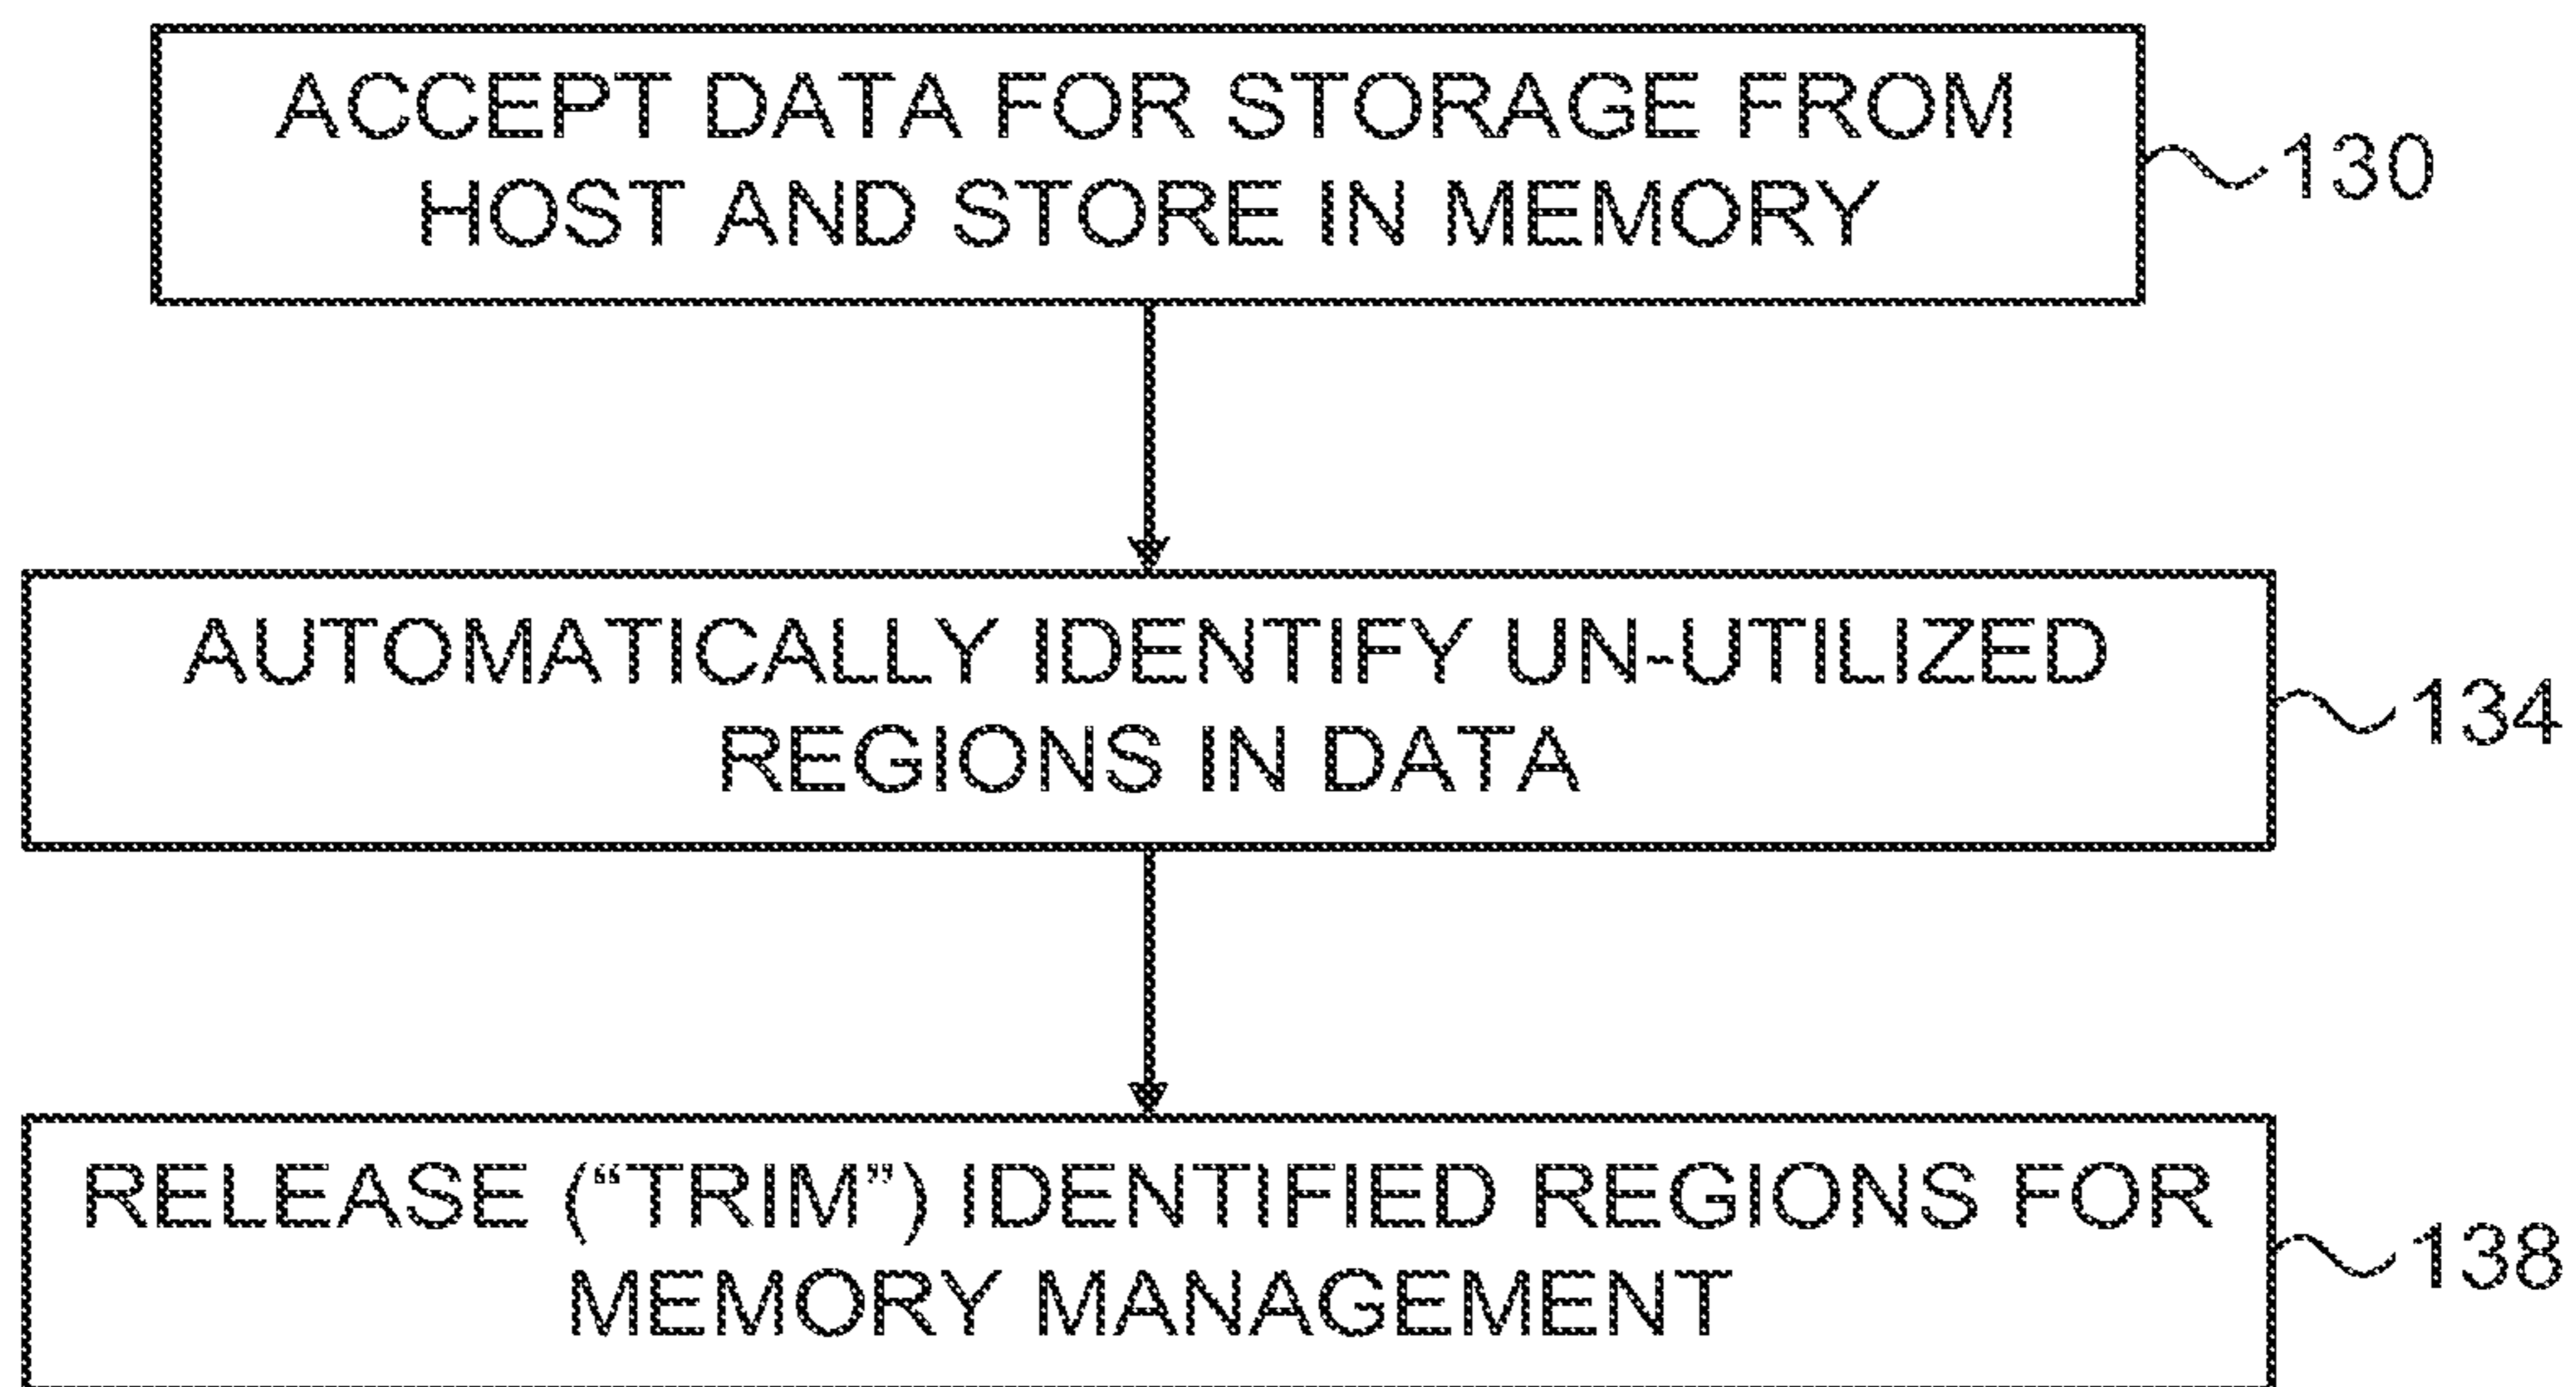 ACCEPT DATA FOR STORAGE FROM
HOST AND STORE IN MEMORY
130
AUTOMATICALLY IDENTIFY UN-UTILIZED
REGIONS IN DATA
134
RELEASE (“TRIM”) IDENTIFIED REGIONS FOR
MEMORY MANAGEMENT
138